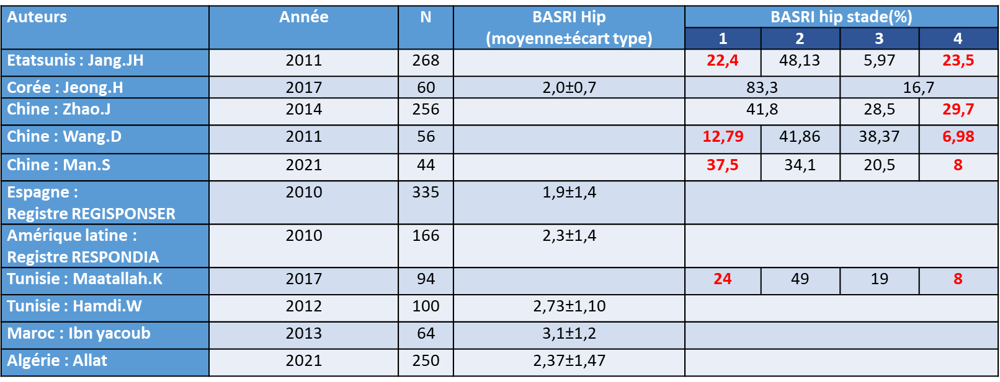 Auteurs Année N BASRI Hip BASRI hip stade(%)
(moyenne±écart type) 1 2 3 4
Etatsunis : Jang.JH 2011 268 22,4 48,13 5,97 23,5
Corée : Jeong.H 2017 60 2,0±0,7 83,3 16,7
Chine : Zhao.J 2014 256 41,8 28,5 29,7
Chine : Wang.D 2011 56 12,79 41,86 38,37 6,98
Chine : Man.S 2021 44 37,5 34,1 20,5 8
Espagne : 2010 335 1,9±1,4
Registre REGISPONSER
Amérique latine : 2010 166 2,3±1,4
Registre RESPONDIA
Tunisie : Maatallah.K 2017 94 24 49 19 8
Tunisie : Hamdi.W 2012 100 2,73±1,10
Maroc : Ibn yacoub 2013 64 3,1±1,2
Algérie : Allat 2021 250 2,37±1,47